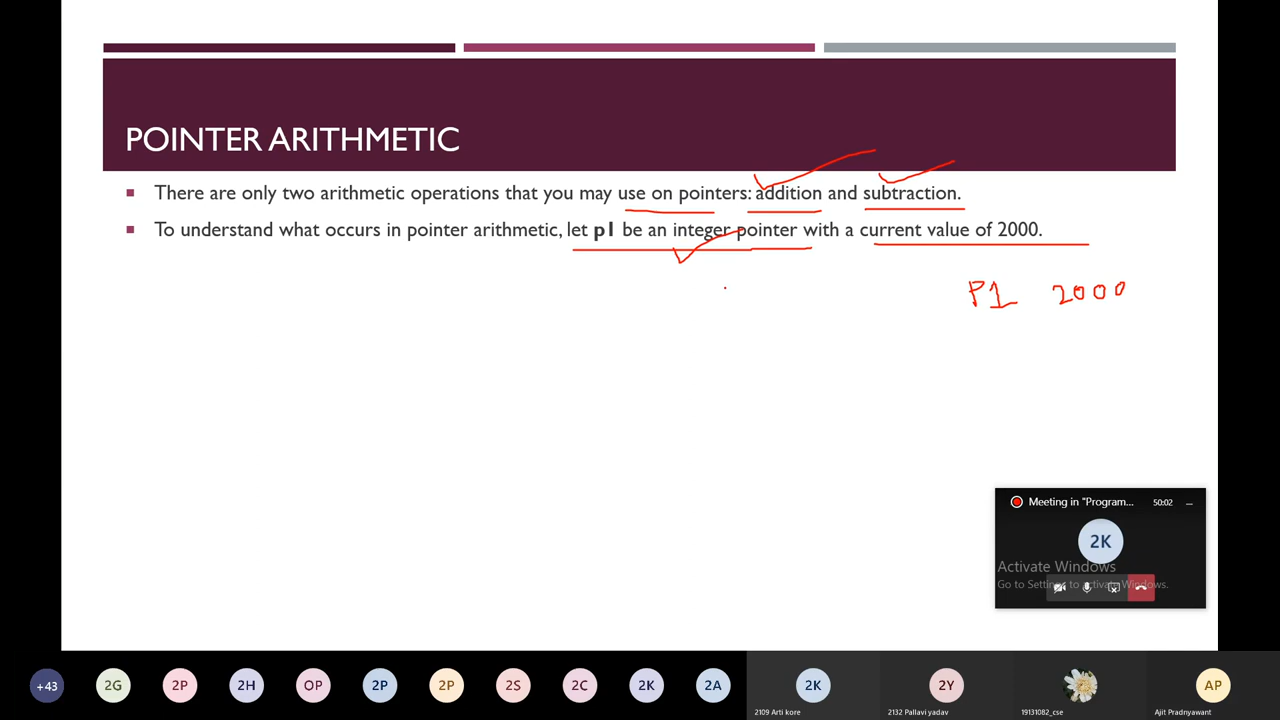 POINTER ARITHMETIC
▪ There are only two arithmetic operations that you may use on pointers: addition and subtraction.
▪ To understand what occurs in pointer arithmetic, let p1 be an integer pointer with a current value of 2000.
P1 2000
Meeting in "Program... 50:02
2K
Activate Windows
Go to Settings to activate Windows.
+43 2G 2P 2H OP 2P 2P 2S 2C 2K 2A 2K 2Y AP
2109 Arti kore 2132 Pallavi yadav 19131082_cse Ajit Pradnyawant